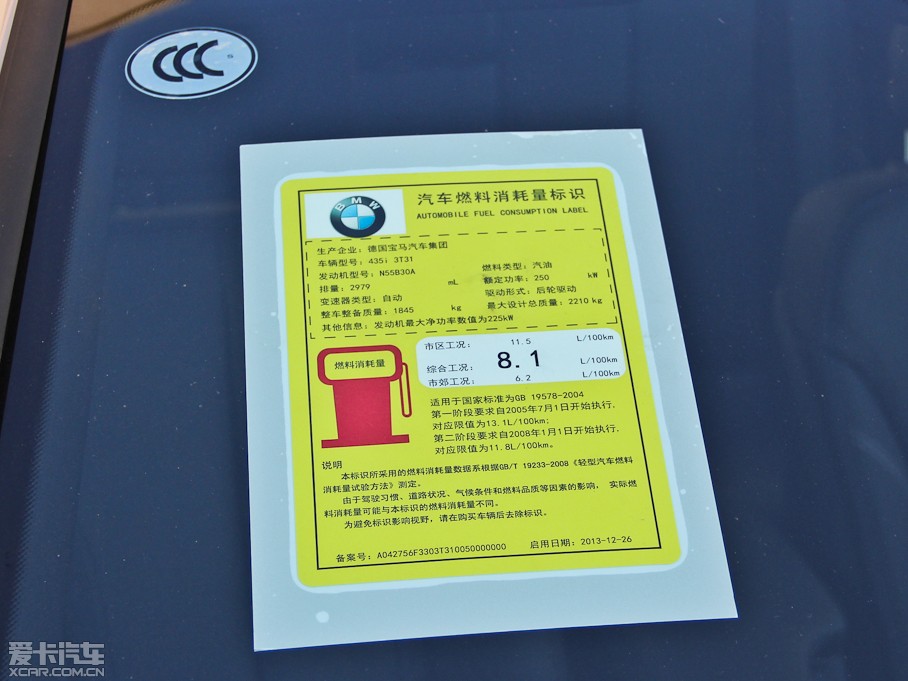 CCC
S
BMW
汽车燃料消耗量标识
AUTOMOBILE FUEL CONSUMPTION LABEL
生产企业：德国宝马汽车集团
车辆型号：435i 3T31
发动机型号：N55B30A
燃料类型：汽油
排量：2979 mL
额定功率：250 kW
变速器类型：自动
驱动形式：后轮驱动
整车整备质量：1845 kg
最大设计总质量：2210 kg
其他信息：发动机最大净功率数值为225kW
燃料消耗量
市区工况： 11.5 L/100km
综合工况： 8.1 L/100km
市郊工况： 6.2 L/100km
适用于国家标准为GB 19578-2004
第一阶段要求自2005年7月1日开始执行,
对应限值为13.1L/100km;
第二阶段要求自2008年1月1日开始执行,
对应限值为11.8L/100km。
说明
本标识所采用的燃料消耗量数据系根据GB/T 19233-2008《轻型汽车燃料
消耗量试验方法》测定。
由于驾驶习惯、道路状况、气候条件和燃料品质等因素的影响， 实际燃
料消耗量可能与本标识的燃料消耗量不同。
为避免标识影响视野，请在购买车辆后去除标识。
备案号：A042756F3303T310050000000
启用日期：2013-12-26
爱卡汽车
XCAR.COM.CN